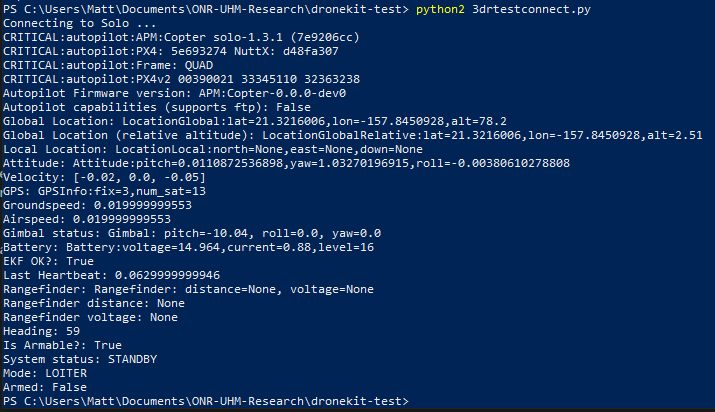 PS C:\Users\Matt\Documents\ONR-UHM-Research\dronekit-test> python2 3drtestconnect.py
Connecting to Solo ...
CRITICAL:autopilot:APM:Copter solo-1.3.1 (7e9206cc)
CRITICAL:autopilot:PX4: 5e693274 NuttX: d48fa307
CRITICAL:autopilot:Frame: QUAD
CRITICAL:autopilot:PX4v2 00390021 33345110 32363238
Autopilot Firmware version: APM:Copter-0.0.0-dev0
Autopilot capabilities (supports ftp): False
Global Location: LocationGlobal:lat=21.3216006,lon=-157.8450928,alt=78.2
Global Location (relative altitude): LocationGlobalRelative:lat=21.3216006,lon=-157.8450928,alt=2.51
Local Location: LocationLocal:north=None,east=None,down=None
Attitude: Attitude:pitch=0.0110872536898,yaw=1.03270196915,roll=-0.00380610278808
Velocity: [-0.02, 0.0, -0.05]
GPS: GPSInfo:fix=3,num_sat=13
Groundspeed: 0.019999999553
Airspeed: 0.019999999553
Gimbal status: Gimbal: pitch=-10.04, roll=0.0, yaw=0.0
Battery: Battery:voltage=14.964,current=0.88,level=16
EKF OK?: True
Last Heartbeat: 0.0629999999946
Rangefinder: Rangefinder: distance=None, voltage=None
Rangefinder distance: None
Rangefinder voltage: None
Heading: 59
Is Armable?: True
System status: STANDBY
Mode: LOITER
Armed: False
PS C:\Users\Matt\Documents\ONR-UHM-Research\dronekit-test>